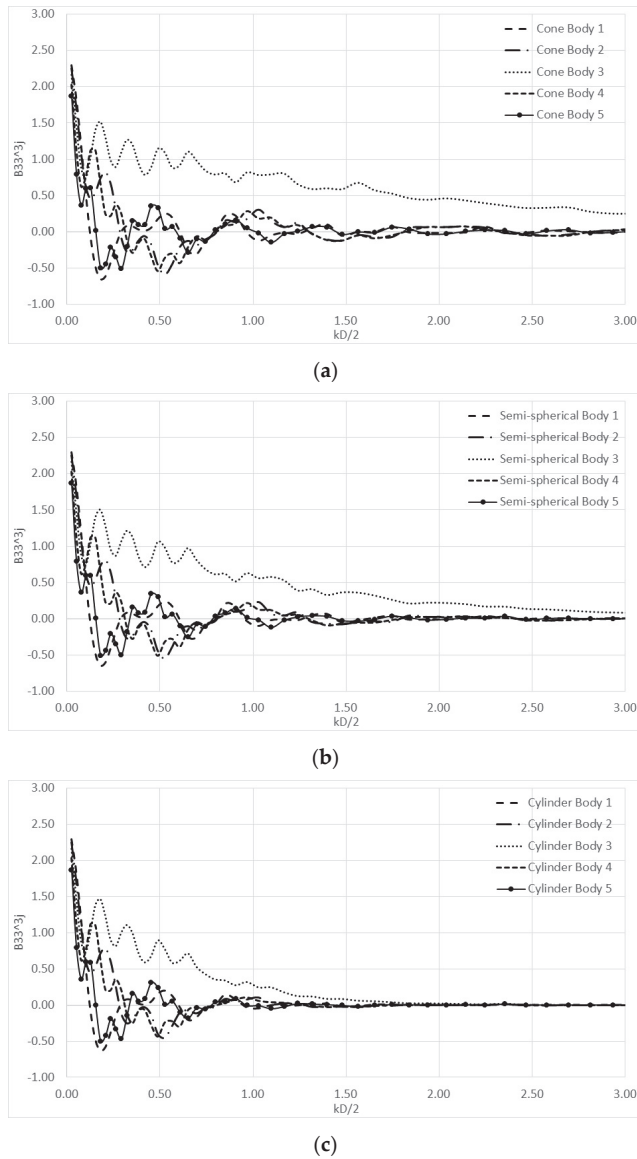 3.00
2.50
2.00
1.50
1.00
0.50
0.00
-0.50
-1.00
B33^3j
0.00 0.50 1.00 1.50 2.00 2.50 3.00
kD/2
Cone Body 1
Cone Body 2
Cone Body 3
Cone Body 4
Cone Body 5
(a)
3.00
2.50
2.00
1.50
1.00
0.50
0.00
-0.50
-1.00
B33^3j
0.00 0.50 1.00 1.50 2.00 2.50 3.00
kD/2
Semi-spherical Body 1
Semi-spherical Body 2
Semi-spherical Body 3
Semi-spherical Body 4
Semi-spherical Body 5
(b)
3.00
2.50
2.00
1.50
1.00
0.50
0.00
-0.50
-1.00
B33^3j
0.00 0.50 1.00 1.50 2.00 2.50 3.00
kD/2
Cylinder Body 1
Cylinder Body 2
Cylinder Body 3
Cylinder Body 4
Cylinder Body 5
(c)